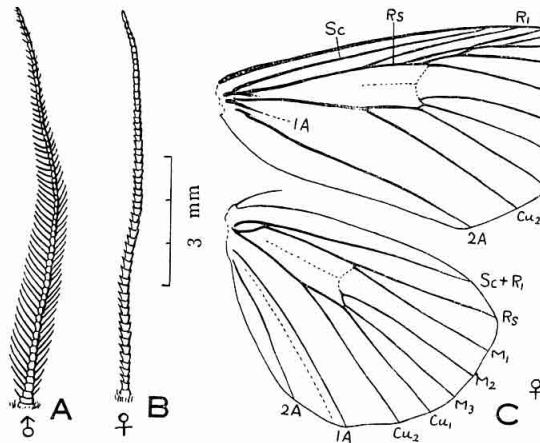 Sc
Rs
R₁
1A
Cu₂
2A
3 mm
Sc + R₁
Rs
M₁
M₂
M₃
Cu₁
Cu₂
1A
2A
A
♂
B
♀
C
♀